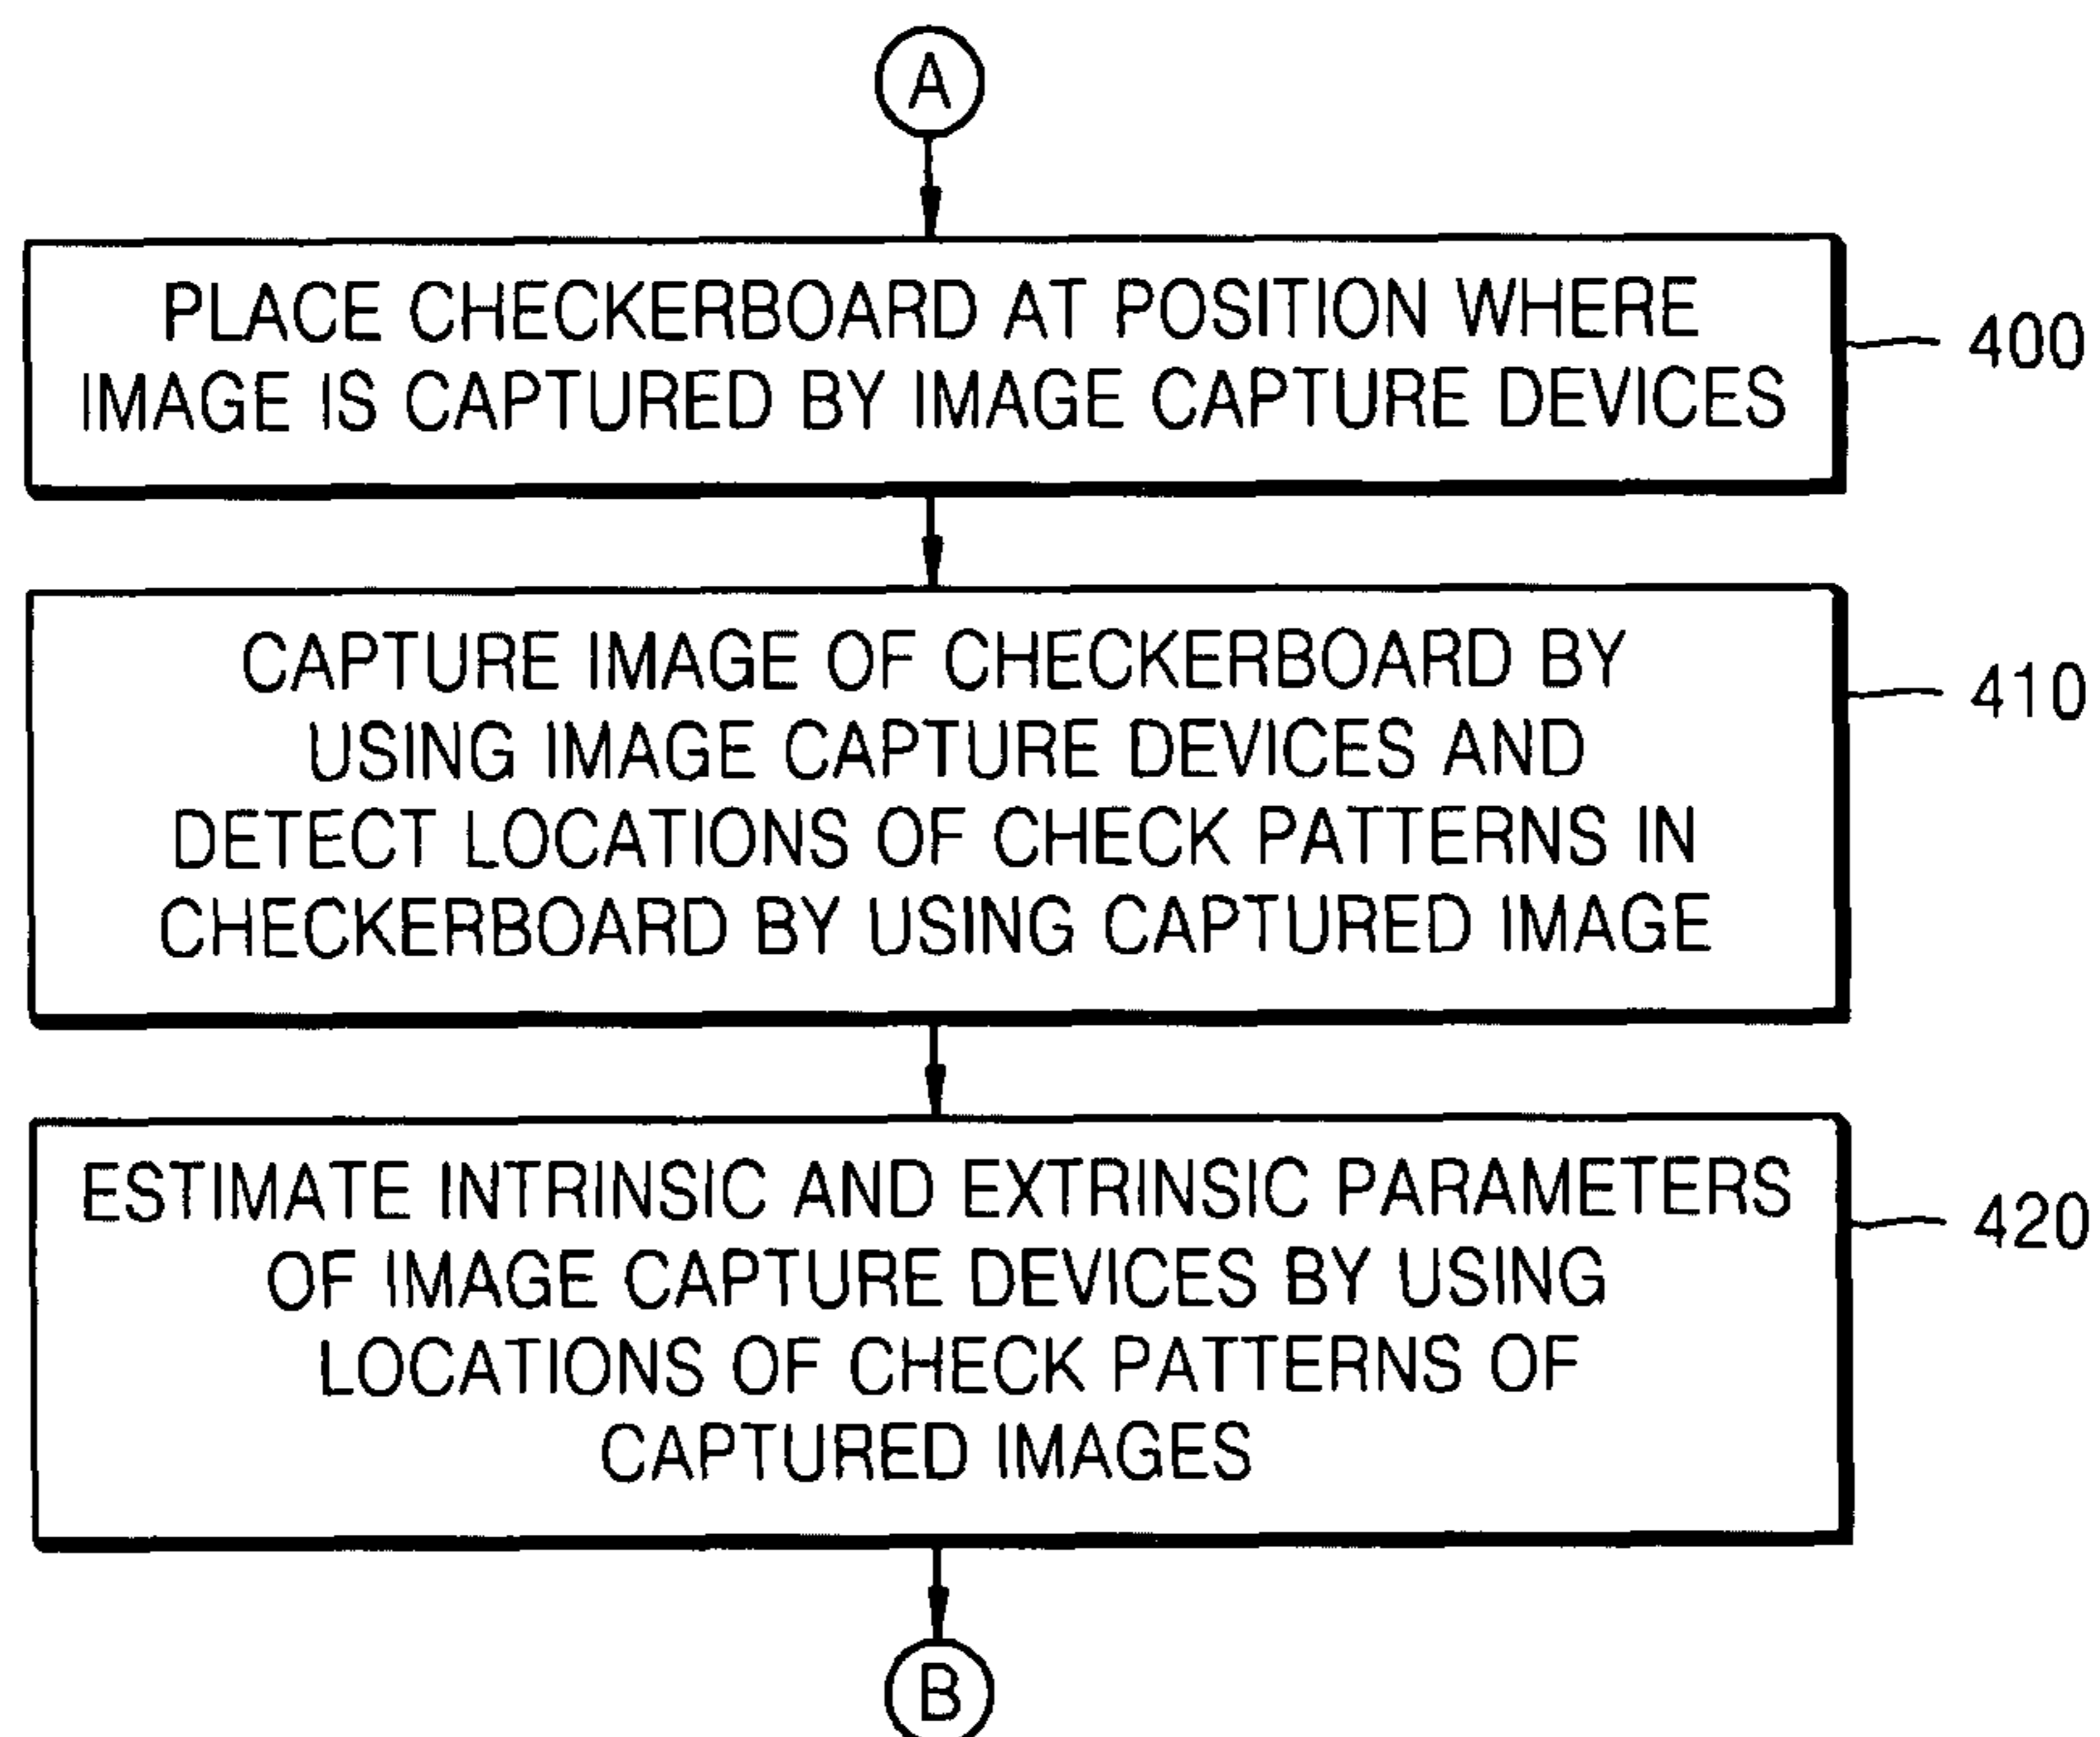 A
PLACE CHECKERBOARD AT POSITION WHERE
IMAGE IS CAPTURED BY IMAGE CAPTURE DEVICES
400
CAPTURE IMAGE OF CHECKERBOARD BY
USING IMAGE CAPTURE DEVICES AND
DETECT LOCATIONS OF CHECK PATTERNS IN
CHECKERBOARD BY USING CAPTURED IMAGE
410
ESTIMATE INTRINSIC AND EXTRINSIC PARAMETERS
OF IMAGE CAPTURE DEVICES BY USING
LOCATIONS OF CHECK PATTERNS OF
CAPTURED IMAGES
420
B